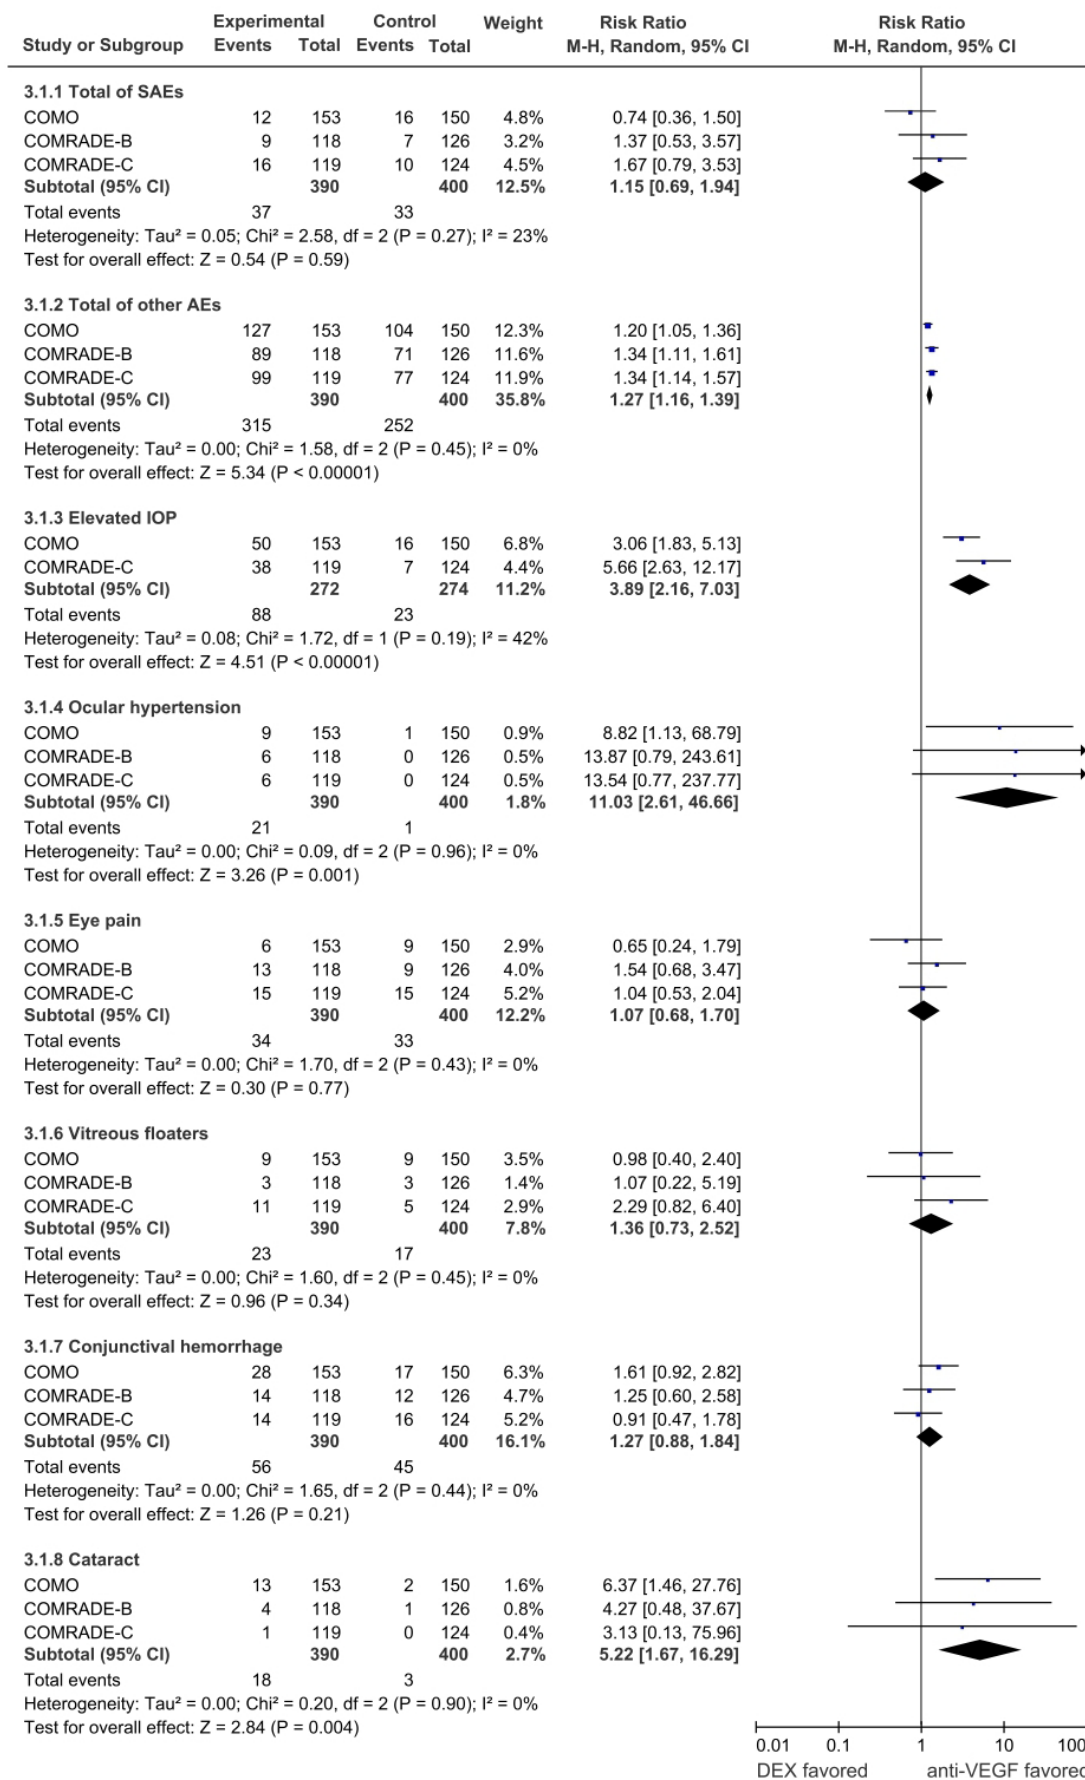 Experimental Control Weight Risk Ratio Risk Ratio
Study or Subgroup Events Total Events Total M-H, Random, 95% CI M-H, Random, 95% CI
3.1.1 Total of SAEs
COMO 12 153 16 150 4.8% 0.74 [0.36, 1.50]
COMRADE-B 9 118 7 126 3.2% 1.37 [0.53, 3.57]
COMRADE-C 16 119 10 124 4.5% 1.67 [0.79, 3.53]
Subtotal (95% CI) 390 400 12.5% 1.15 [0.69, 1.94]
Total events 37 33
Heterogeneity: Tau² = 0.05; Chi² = 2.58, df = 2 (P = 0.27); I² = 23%
Test for overall effect: Z = 0.54 (P = 0.59)
3.1.2 Total of other AEs
COMO 127 153 104 150 12.3% 1.20 [1.05, 1.36]
COMRADE-B 89 118 71 126 11.6% 1.34 [1.11, 1.61]
COMRADE-C 99 119 77 124 11.9% 1.34 [1.14, 1.57]
Subtotal (95% CI) 390 400 35.8% 1.27 [1.16, 1.39]
Total events 315 252
Heterogeneity: Tau² = 0.00; Chi² = 1.58, df = 2 (P = 0.45); I² = 0%
Test for overall effect: Z = 5.34 (P < 0.00001)
3.1.3 Elevated IOP
COMO 50 153 16 150 6.8% 3.06 [1.83, 5.13]
COMRADE-C 38 119 7 124 4.4% 5.66 [2.63, 12.17]
Subtotal (95% CI) 272 274 11.2% 3.89 [2.16, 7.03]
Total events 88 23
Heterogeneity: Tau² = 0.08; Chi² = 1.72, df = 1 (P = 0.19); I² = 42%
Test for overall effect: Z = 4.51 (P < 0.00001)
3.1.4 Ocular hypertension
COMO 9 153 1 150 0.9% 8.82 [1.13, 68.79]
COMRADE-B 6 118 0 126 0.5% 13.87 [0.79, 243.61]
COMRADE-C 6 119 0 124 0.5% 13.54 [0.77, 237.77]
Subtotal (95% CI) 390 400 1.8% 11.03 [2.61, 46.66]
Total events 21 1
Heterogeneity: Tau² = 0.00; Chi² = 0.09, df = 2 (P = 0.96); I² = 0%
Test for overall effect: Z = 3.26 (P = 0.001)
3.1.5 Eye pain
COMO 6 153 9 150 2.9% 0.65 [0.24, 1.79]
COMRADE-B 13 118 9 126 4.0% 1.54 [0.68, 3.47]
COMRADE-C 15 119 15 124 5.2% 1.04 [0.53, 2.04]
Subtotal (95% CI) 390 400 12.2% 1.07 [0.68, 1.70]
Total events 34 33
Heterogeneity: Tau² = 0.00; Chi² = 1.70, df = 2 (P = 0.43); I² = 0%
Test for overall effect: Z = 0.30 (P = 0.77)
3.1.6 Vitreous floaters
COMO 9 153 9 150 3.5% 0.98 [0.40, 2.40]
COMRADE-B 3 118 3 126 1.4% 1.07 [0.22, 5.19]
COMRADE-C 11 119 5 124 2.9% 2.29 [0.82, 6.40]
Subtotal (95% CI) 390 400 7.8% 1.36 [0.73, 2.52]
Total events 23 17
Heterogeneity: Tau² = 0.00; Chi² = 1.60, df = 2 (P = 0.45); I² = 0%
Test for overall effect: Z = 0.96 (P = 0.34)
3.1.7 Conjunctival hemorrhage
COMO 28 153 17 150 6.3% 1.61 [0.92, 2.82]
COMRADE-B 14 118 12 126 4.7% 1.25 [0.60, 2.58]
COMRADE-C 14 119 16 124 5.2% 0.91 [0.47, 1.78]
Subtotal (95% CI) 390 400 16.1% 1.27 [0.88, 1.84]
Total events 56 45
Heterogeneity: Tau² = 0.00; Chi² = 1.65, df = 2 (P = 0.44); I² = 0%
Test for overall effect: Z = 1.26 (P = 0.21)
3.1.8 Cataract
COMO 13 153 2 150 1.6% 6.37 [1.46, 27.76]
COMRADE-B 4 118 1 126 0.8% 4.27 [0.48, 37.67]
COMRADE-C 1 119 0 124 0.4% 3.13 [0.13, 75.96]
Subtotal (95% CI) 390 400 2.7% 5.22 [1.67, 16.29]
Total events 18 3
Heterogeneity: Tau² = 0.00; Chi² = 0.20, df = 2 (P = 0.90); I² = 0%
Test for overall effect: Z = 2.84 (P = 0.004)
0.01 0.1 1 10 100
DEX favored anti-VEGF favored